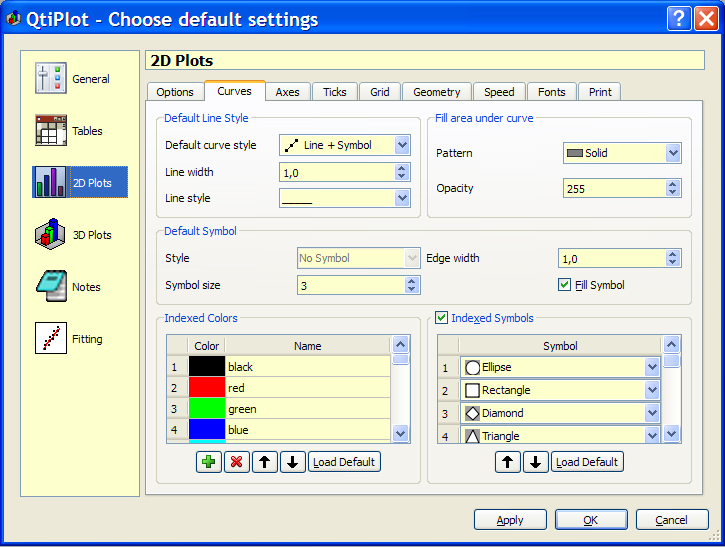 QtiPlot - Choose default settings
General
Tables
2D Plots
3D Plots
Notes
Fitting
2D Plots
Options Curves Axes Ticks Grid Geometry Speed Fonts Print
Default Line Style
Default curve style Line + Symbol
Line width 1,0
Line style
Fill area under curve
Pattern Solid
Opacity 255
Default Symbol
Style No Symbol Edge width 1,0
Symbol size 3 Fill Symbol
Indexed Colors
Color Name
1 black
2 red
3 green
4 blue
Load Default
Indexed Symbols
Symbol
1 Ellipse
2 Rectangle
3 Diamond
4 Triangle
Load Default
Apply OK Cancel